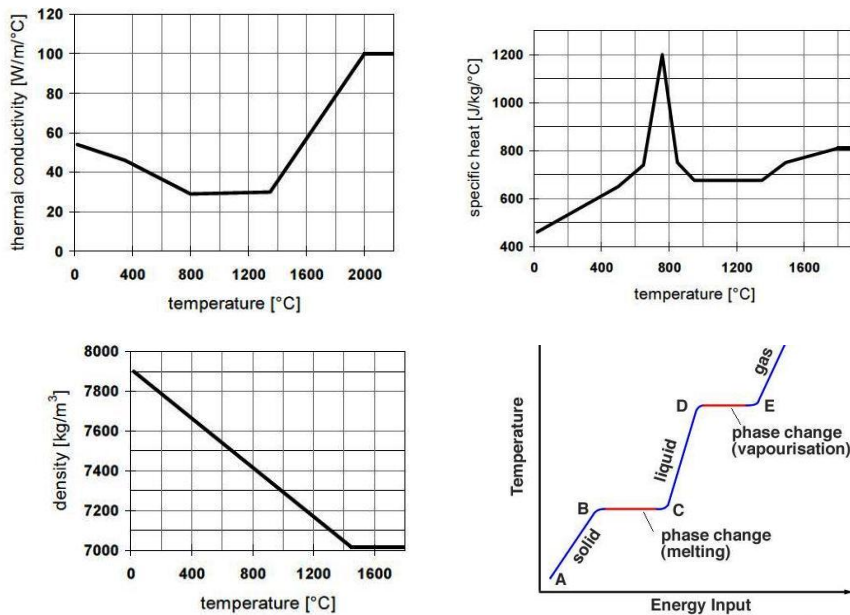 120
100
80
60
40
20
0
thermal conductivity [W/m/°C]
0 400 800 1200 1600 2000
temperature [°C]
1200
1000
800
600
400
specific heat [J/kg/°C]
0 400 800 1200 1600
temperature [°C]
8000
7800
7600
7400
7200
7000
density [kg/m³]
0 400 800 1200 1600
temperature [°C]
Temperature
gas
D
E
phase change
(vapourisation)
liquid
B
C
phase change
(melting)
solid
A
Energy Input